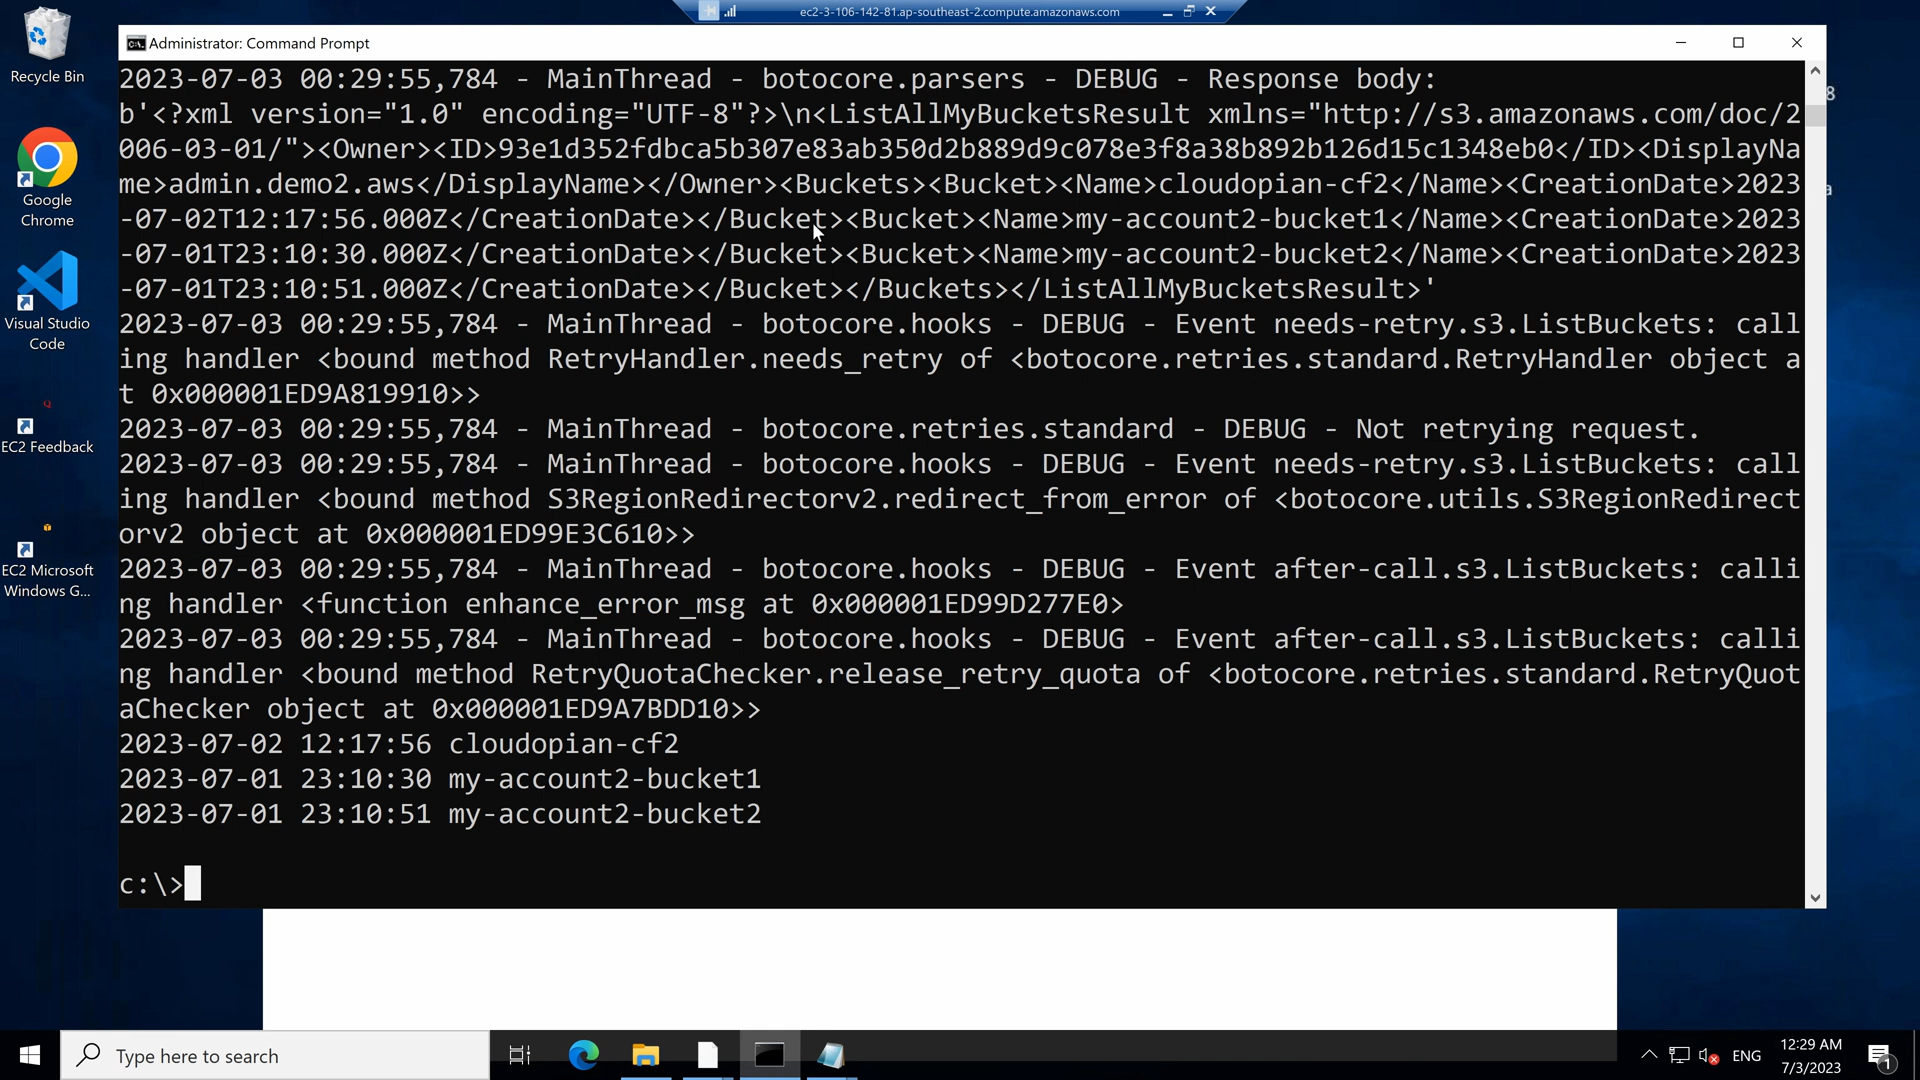 ec2-3-106-142-81.ap-southeast-2.compute.amazonaws.com
Administrator: Command Prompt
2023-07-03 00:29:55,784 - MainThread - botocore.parsers - DEBUG - Response body:
b'<?xml version="1.0" encoding="UTF-8"?>\n<ListAllMyBucketsResult xmlns="http://s3.amazonaws.com/doc/2
006-03-01/"><Owner><ID>93e1d352fdbca5b307e83ab350d2b889d9c078e3f8a38b892b126d15c1348eb0</ID><DisplayNa
me>admin.demo2.aws</DisplayName></Owner><Buckets><Bucket><Name>cloudopian-cf2</Name><CreationDate>2023
-07-02T12:17:56.000Z</CreationDate></Bucket><Bucket><Name>my-account2-bucket1</Name><CreationDate>2023
-07-01T23:10:30.000Z</CreationDate></Bucket><Bucket><Name>my-account2-bucket2</Name><CreationDate>2023
-07-01T23:10:51.000Z</CreationDate></Bucket></Buckets></ListAllMyBucketsResult>'
2023-07-03 00:29:55,784 - MainThread - botocore.hooks - DEBUG - Event needs-retry.s3.ListBuckets: call
ing handler <bound method RetryHandler.needs_retry of <botocore.retries.standard.RetryHandler object a
t 0x000001ED9A819910>>
2023-07-03 00:29:55,784 - MainThread - botocore.retries.standard - DEBUG - Not retrying request.
2023-07-03 00:29:55,784 - MainThread - botocore.hooks - DEBUG - Event needs-retry.s3.ListBuckets: call
ing handler <bound method S3RegionRedirectorv2.redirect_from_error of <botocore.utils.S3RegionRedirect
orv2 object at 0x000001ED99E3C610>>
2023-07-03 00:29:55,784 - MainThread - botocore.hooks - DEBUG - Event after-call.s3.ListBuckets: calli
ng handler <function enhance_error_msg at 0x000001ED99D277E0>
2023-07-03 00:29:55,784 - MainThread - botocore.hooks - DEBUG - Event after-call.s3.ListBuckets: calli
ng handler <bound method RetryQuotaChecker.release_retry_quota of <botocore.retries.standard.RetryQuot
aChecker object at 0x000001ED9A7BDD10>>
2023-07-02 12:17:56 cloudopian-cf2
2023-07-01 23:10:30 my-account2-bucket1
2023-07-01 23:10:51 my-account2-bucket2
c:\>
Recycle Bin
Google
Chrome
Visual Studio
Code
EC2 Feedback
EC2 Microsoft
Windows G...
Type here to search
ENG
12:29 AM
7/3/2023
1